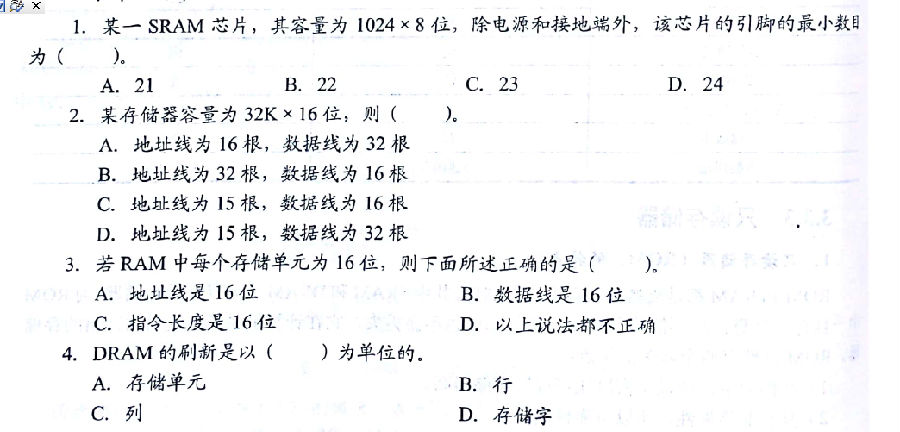 1. 某一 SRAM 芯片，其容量为 1024×8 位，除电源和接地端外，该芯片的引脚的最小数目
为（　　）。
A. 21　　B. 22　　C. 23　　D. 24
2. 某存储器容量为 32K×16 位，则（　　）。
A. 地址线为 16 根，数据线为 32 根
B. 地址线为 32 根，数据线为 16 根
C. 地址线为 15 根，数据线为 16 根
D. 地址线为 15 根，数据线为 32 根
3. 若 RAM 中每个存储单元为 16 位，则下面所述正确的是（　　）。
A. 地址线是 16 位　　B. 数据线是 16 位
C. 指令长度是 16 位　　D. 以上说法都不正确
4. DRAM 的刷新是以（　　）为单位的。
A. 存储单元　　B. 行
C. 列　　D. 存储字